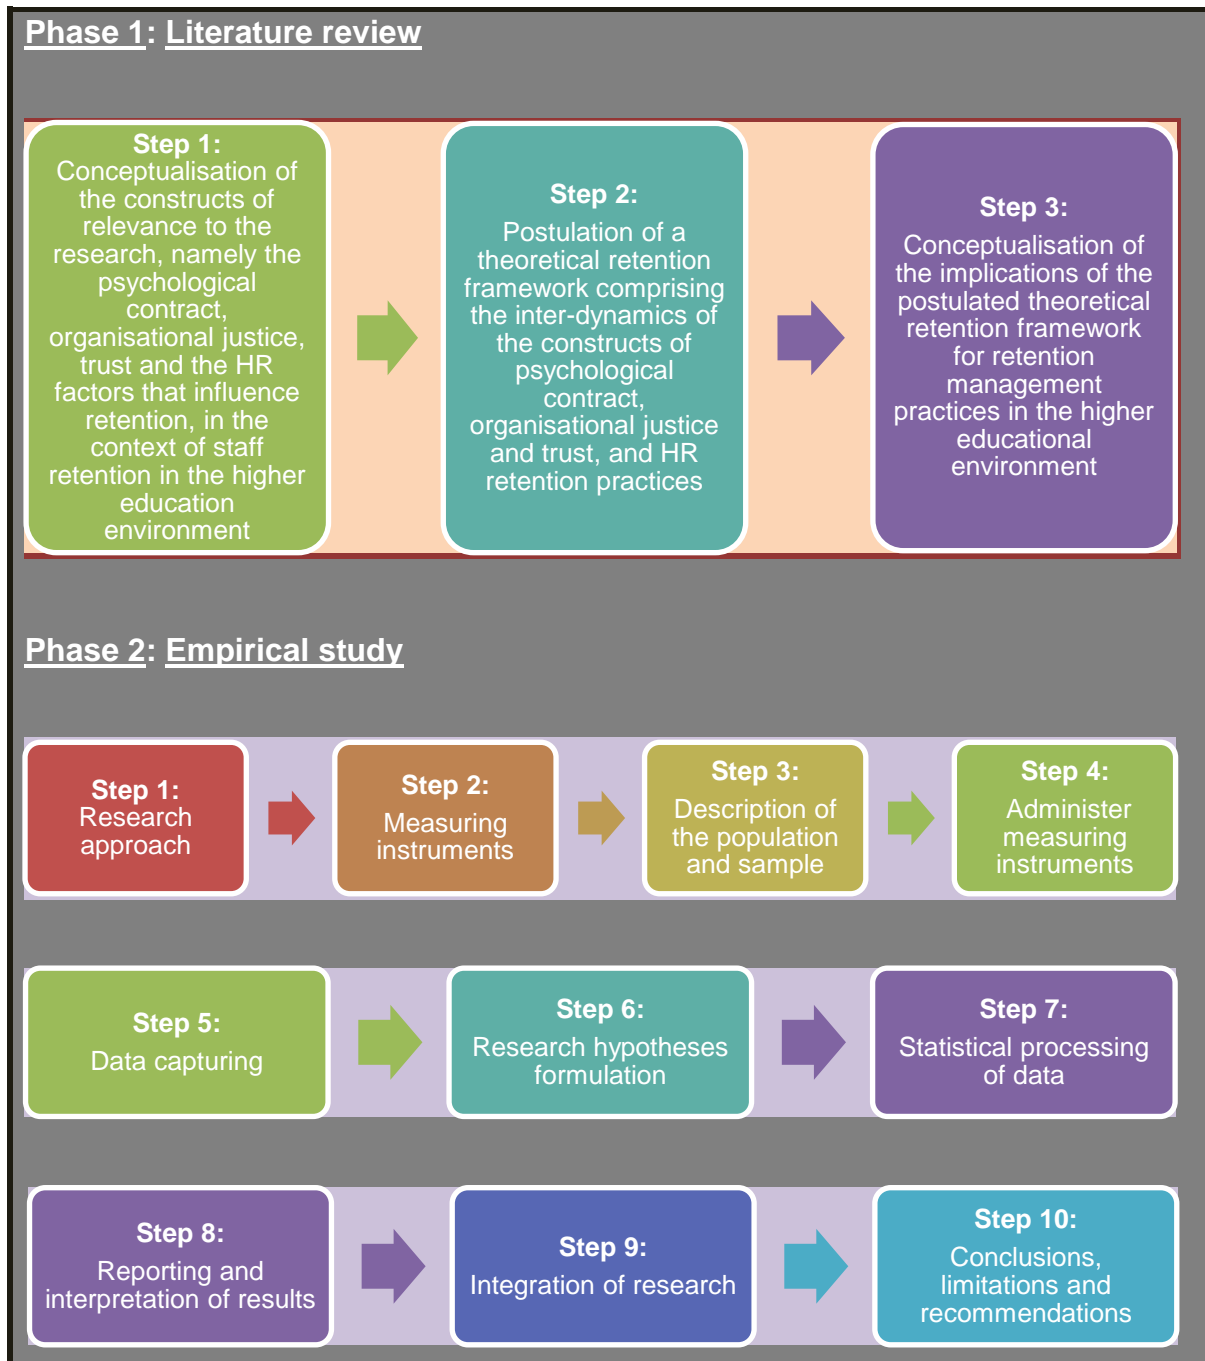 Phase 1: Literature review
Step 1:
Conceptualisation of
the constructs of
relevance to the
research, namely the
psychological
contract,
organisational justice,
trust and the HR
factors that influence
retention, in the
context of staff
retention in the higher
education
environment
Step 2:
Postulation of a
theoretical retention
framework comprising
the inter-dynamics of
the constructs of
psychological
contract,
organisational justice
and trust, and HR
retention practices
Step 3:
Conceptualisation of
the implications of the
postulated theoretical
retention framework
for retention
management
practices in the higher
educational
environment
Phase 2: Empirical study
Step 1:
Research
approach
Step 2:
Measuring
instruments
Step 3:
Description of
the population
and sample
Step 4:
Administer
measuring
instruments
Step 5:
Data capturing
Step 6:
Research hypotheses
formulation
Step 7:
Statistical processing
of data
Step 8:
Reporting and
interpretation of results
Step 9:
Integration of research
Step 10:
Conclusions,
limitations and
recommendations